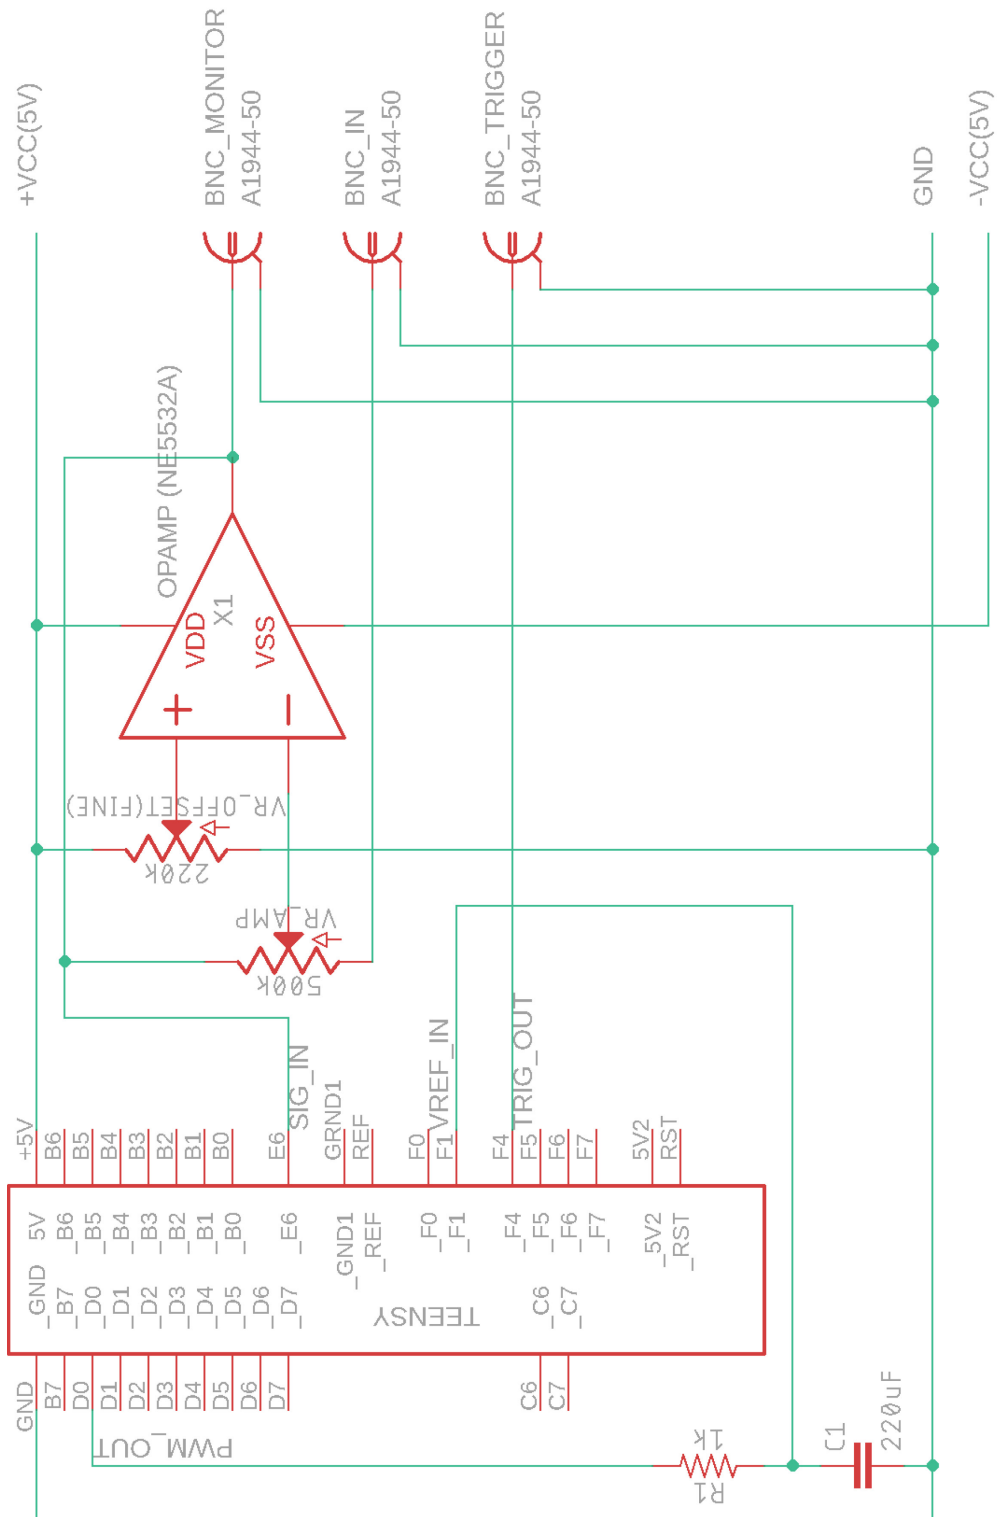 +VCC(5V)
BNC_MONITOR
A1944-50
BNC_IN
A1944-50
BNC_TRIGGER
A1944-50
GND
-VCC(5V)
OPAMP (NE5532A)
X1
VDD
VSS
+
–
VR_OFFSET(FINE)
220k
VR_AMP
500k
SIG_IN
VREF_IN
TRIG_OUT
+5V
B6
B5
B4
B3
B2
B1
B0
E6
GRND1
REF
F0
F1
F4
F5
F6
F7
5V2
RST
5V
_B6
_B5
_B4
_B3
_B2
_B1
_B0
_E6
_GND1
_REF
_F0
_F1
_F4
_F5
_F6
_F7
_5V2
_RST
_GND
_B7
_D0
_D1
_D2
_D3
_D4
_D5
_D6
_D7
TEENSY
_C6
_C7
GND
B7
D0
D1
D2
D3
D4
D5
D6
D7
C6
C7
PWM_OUT
1k
R1
C1
220uF